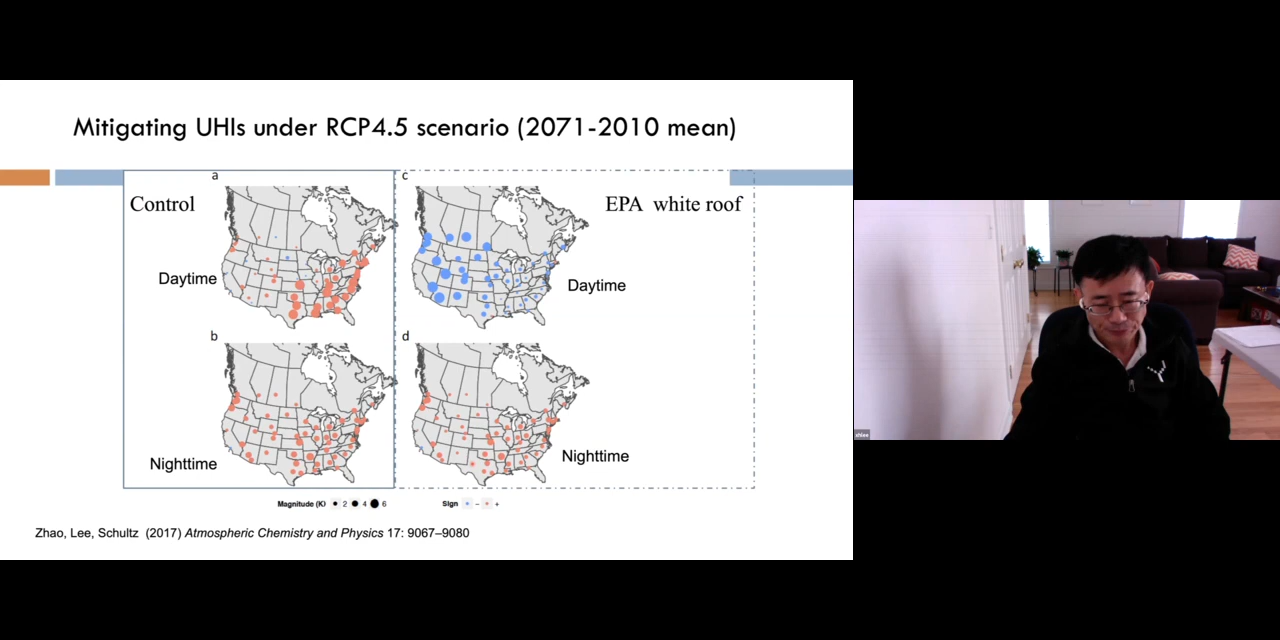 Mitigating UHIs under RCP4.5 scenario (2071-2010 mean)
a
c
Control
EPA white roof
Daytime
Daytime
b
d
Nighttime
Nighttime
Magnitude (K) 2 4 6
Sign − +
Zhao, Lee, Schultz (2017) Atmospheric Chemistry and Physics 17: 9067–9080
xhlee
Y